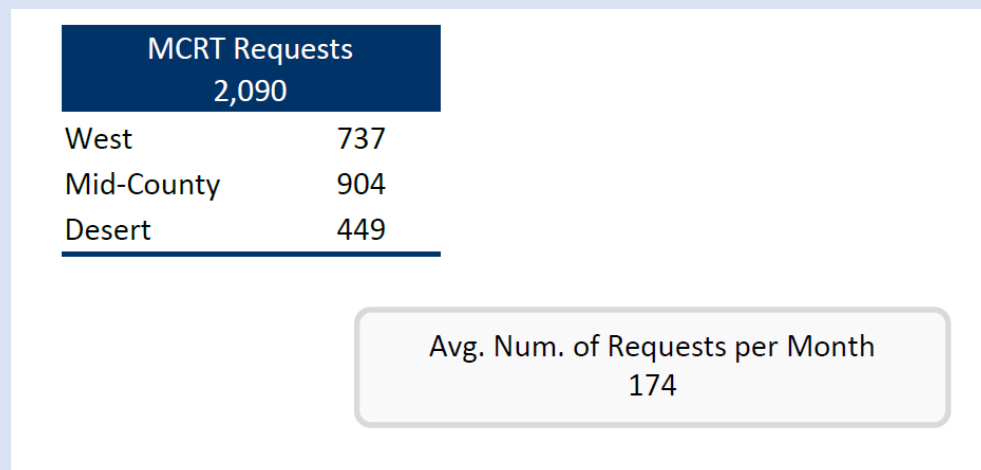 MCRT Requests
2,090
West 737
Mid-County 904
Desert 449
Avg. Num. of Requests per Month
174